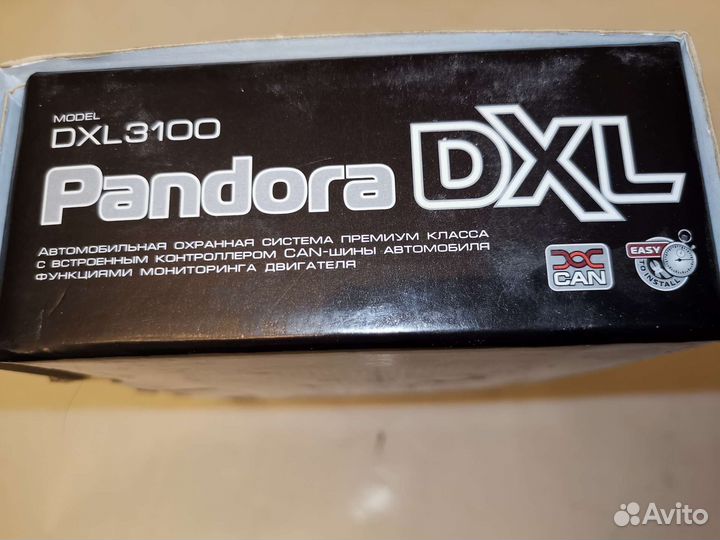 MODEL
DXL3100
Pandora DXL
Автомобильная охранная система премиум класса
с встроенным контроллером CAN-шины автомобиля
функциями мониторинга двигателя
CAN
EASY
TO INSTALL
Avito